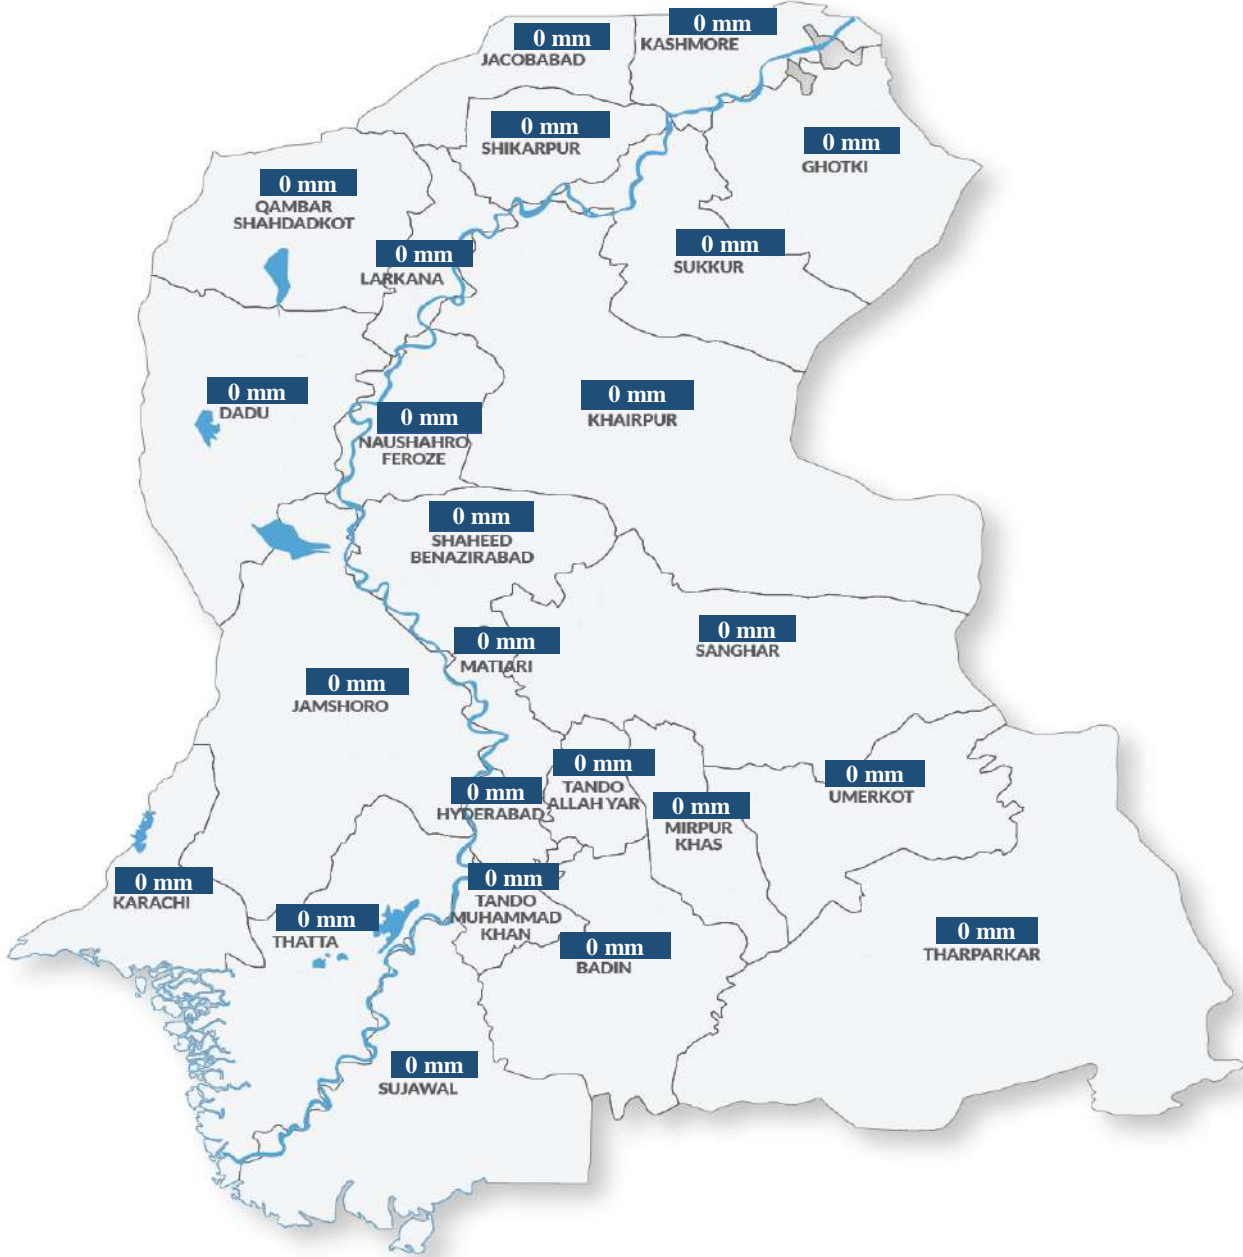 0 mm
KASHMORE
0 mm
JACOBABAD
0 mm
SHIKARPUR
0 mm
GHOTKI
0 mm
QAMBAR
SHAHDADKOT
0 mm
SUKKUR
0 mm
LARKANA
0 mm
DADU
0 mm
KHAIRPUR
0 mm
NAUSHAHRO
FEROZE
0 mm
SHAHEED
BENAZIRABAD
0 mm
SANGHAR
0 mm
MATIARI
0 mm
JAMSHORO
0 mm
TANDO
ALLAH YAR
0 mm
UMERKOT
0 mm
HYDERABAD
0 mm
MIRPUR
KHAS
0 mm
KARACHI
0 mm
TANDO
MUHAMMAD
KHAN
0 mm
THATTA
0 mm
THARPARKAR
0 mm
BADIN
0 mm
SUJAWAL